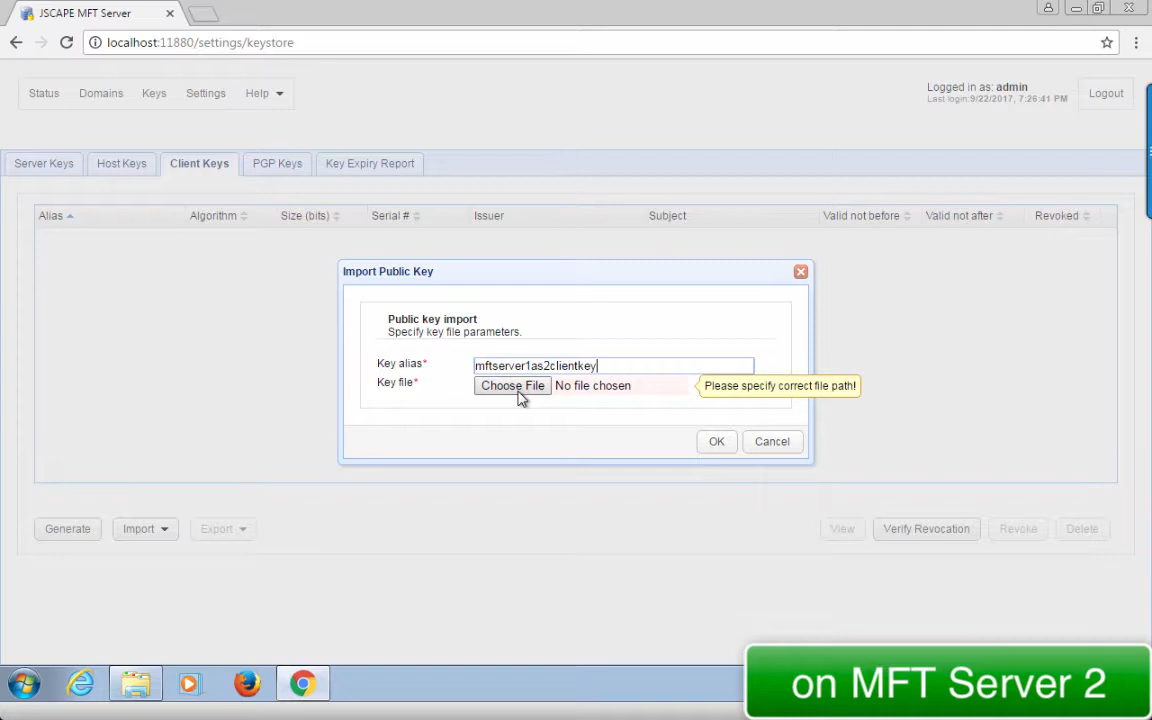 JSCAPE MFT Server
localhost:11880/settings/keystore
Status Domains Keys Settings Help
Logged in as: admin
Last login:9/22/2017, 7:26:41 PM
Logout
Server Keys Host Keys Client Keys PGP Keys Key Expiry Report
Alias Algorithm Size (bits) Serial # Issuer Subject Valid not before Valid not after Revoked
Import Public Key
Public key import
Specify key file parameters.
Key alias* mftserver1as2clientkey
Key file* Choose File No file chosen Please specify correct file path!
OK Cancel
Generate Import Export View Verify Revocation Revoke Delete
on MFT Server 2